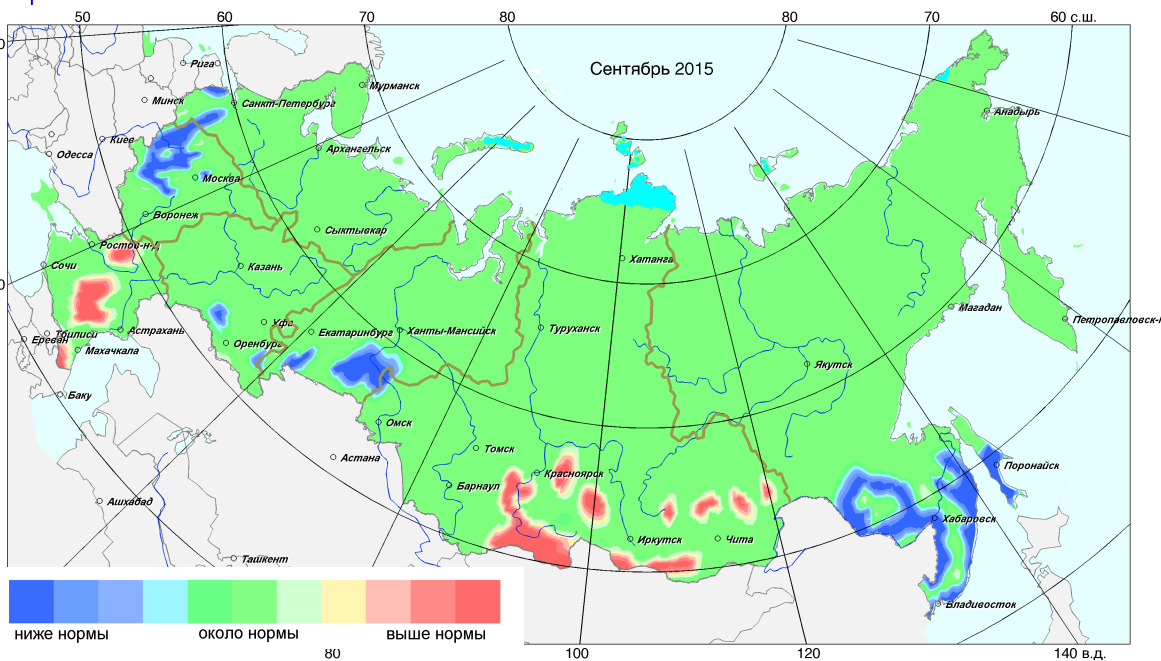 50 60 70 80 80 70 60 с.ш.
0
Сентябрь 2015
Рига
Мурманск
Минск
Санкт-Петербург
Анадырь
Киев
Архангельск
Одесса
Москва
Воронеж
Сыктывкар
Ростов-н-Д
Сочи
Казань
Хатанга
0
Магадан
Петропавловск-К
Тбилиси
Астрахань
Уфа
Екатеринбург
Ханты-Мансийск
Туруханск
Ереван
Махачкала
Оренбург
Якутск
Баку
Омск
Астана
Томск
Красноярск
Поронайск
Барнаул
Ашхабад
Хабаровск
Иркутск
Чита
Ташкент
Владивосток
ниже нормы около нормы выше нормы
80 100 120 140 в.д.